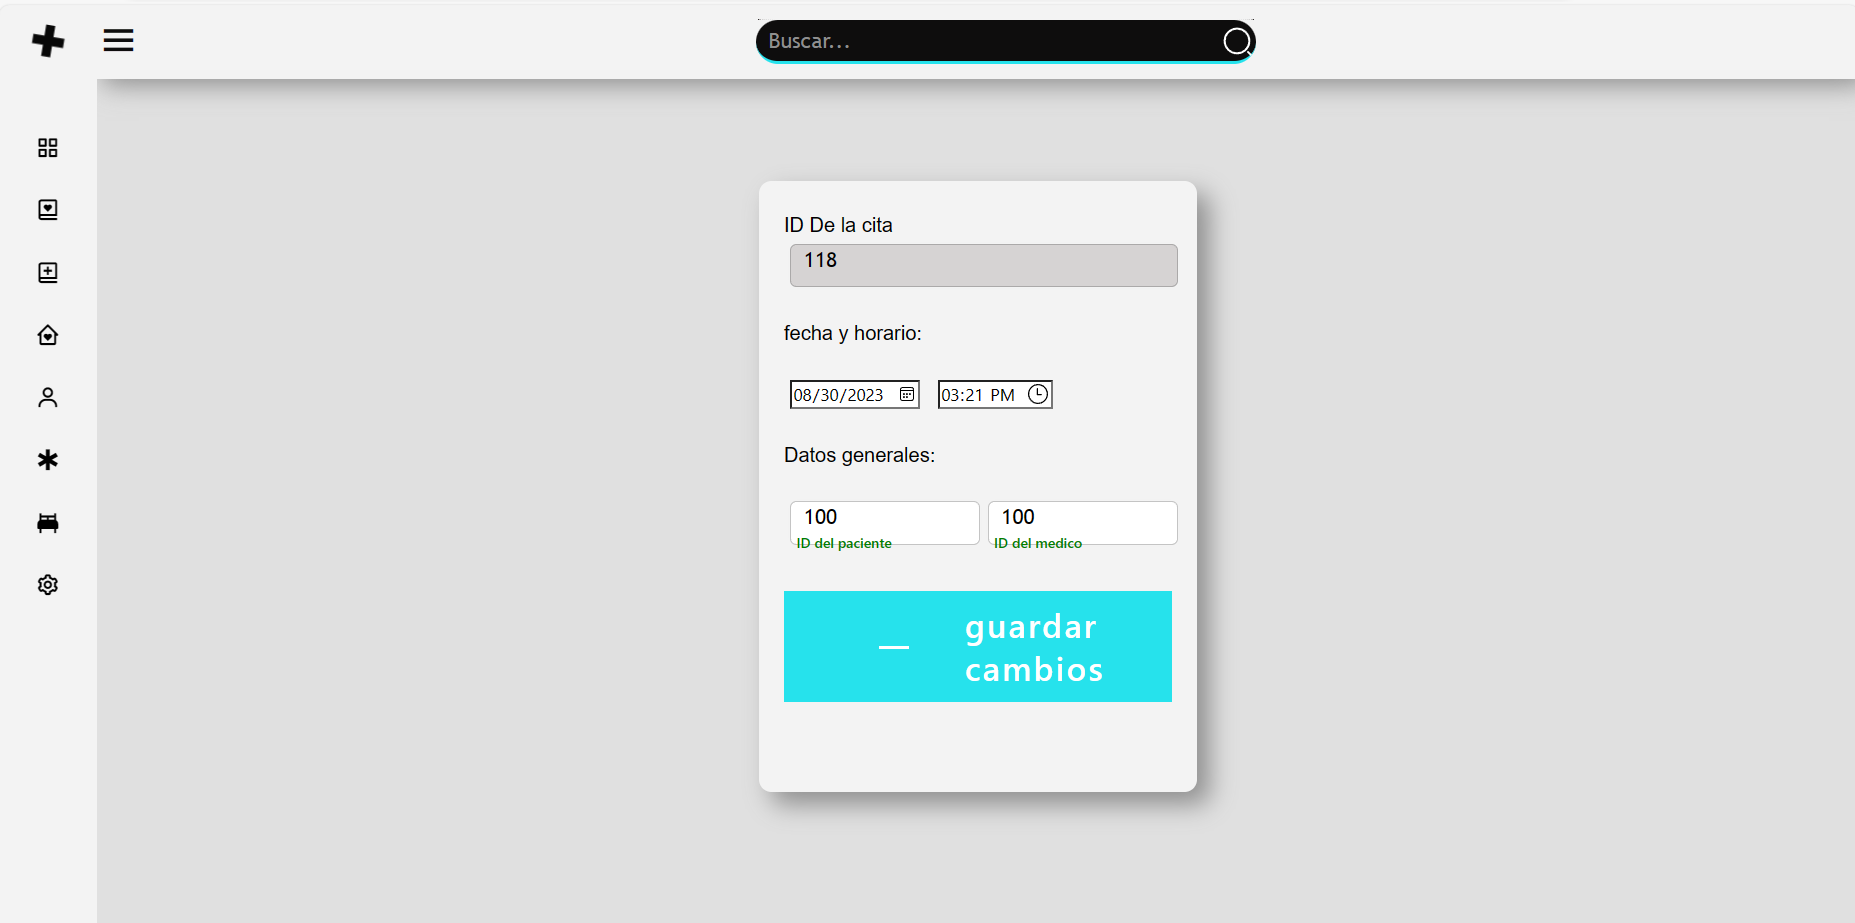 Buscar...
ID De la cita
118
fecha y horario:
08/30/2023 03:21 PM
Datos generales:
100 100
ID del paciente ID del medico
guardar
cambios